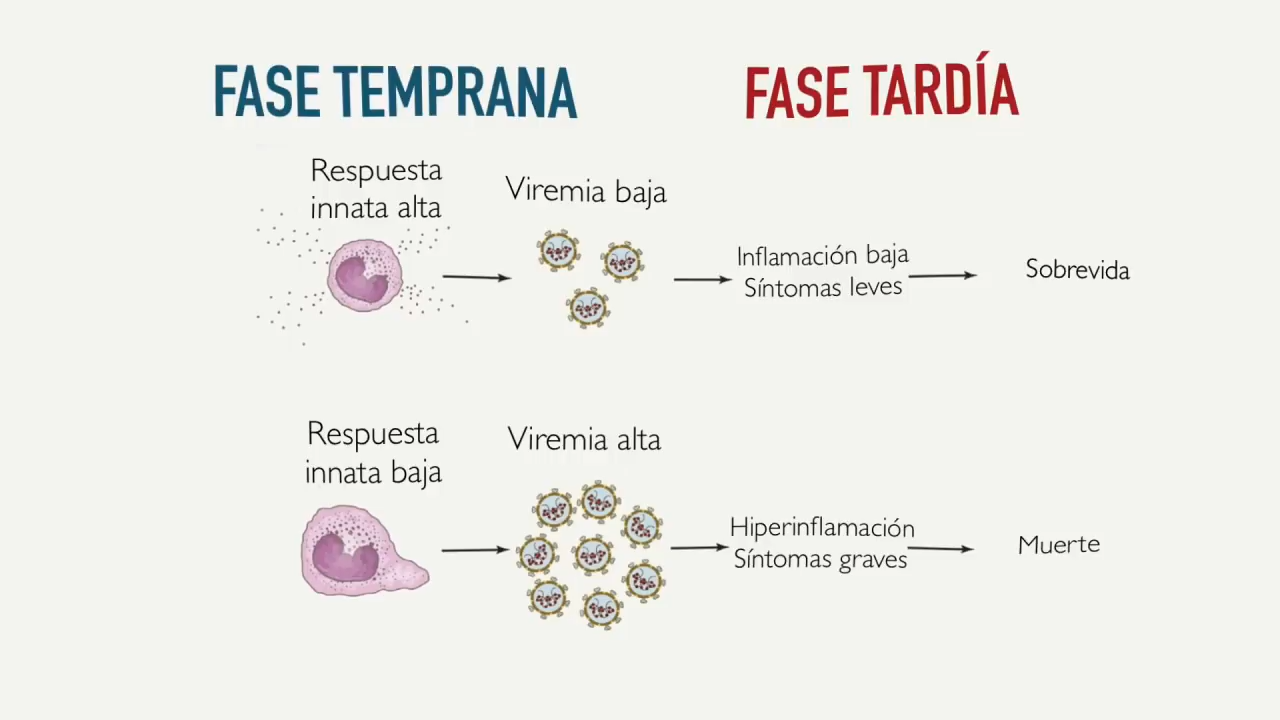 FASE TEMPRANA
FASE TARDÍA
Respuesta
innata alta
Viremia baja
Inflamación baja
Síntomas leves
Sobrevida
Respuesta
innata baja
Viremia alta
Hiperinflamación
Síntomas graves
Muerte